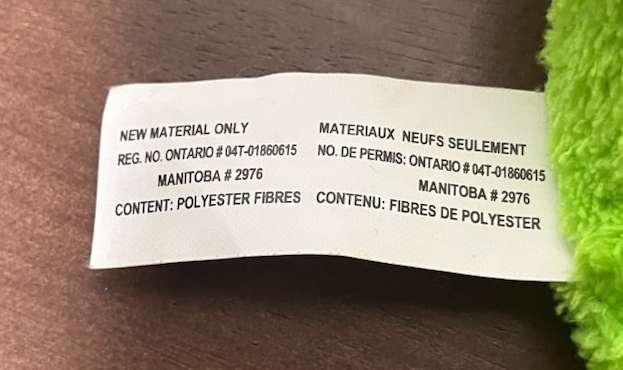 NEW MATERIAL ONLY
REG. NO. ONTARIO # 04T-01860615
MANITOBA # 2976
CONTENT: POLYESTER FIBRES
MATERIAUX NEUFS SEULEMENT
NO. DE PERMIS: ONTARIO # 04T-01860615
MANITOBA # 2976
CONTENU: FIBRES DE POLYESTER